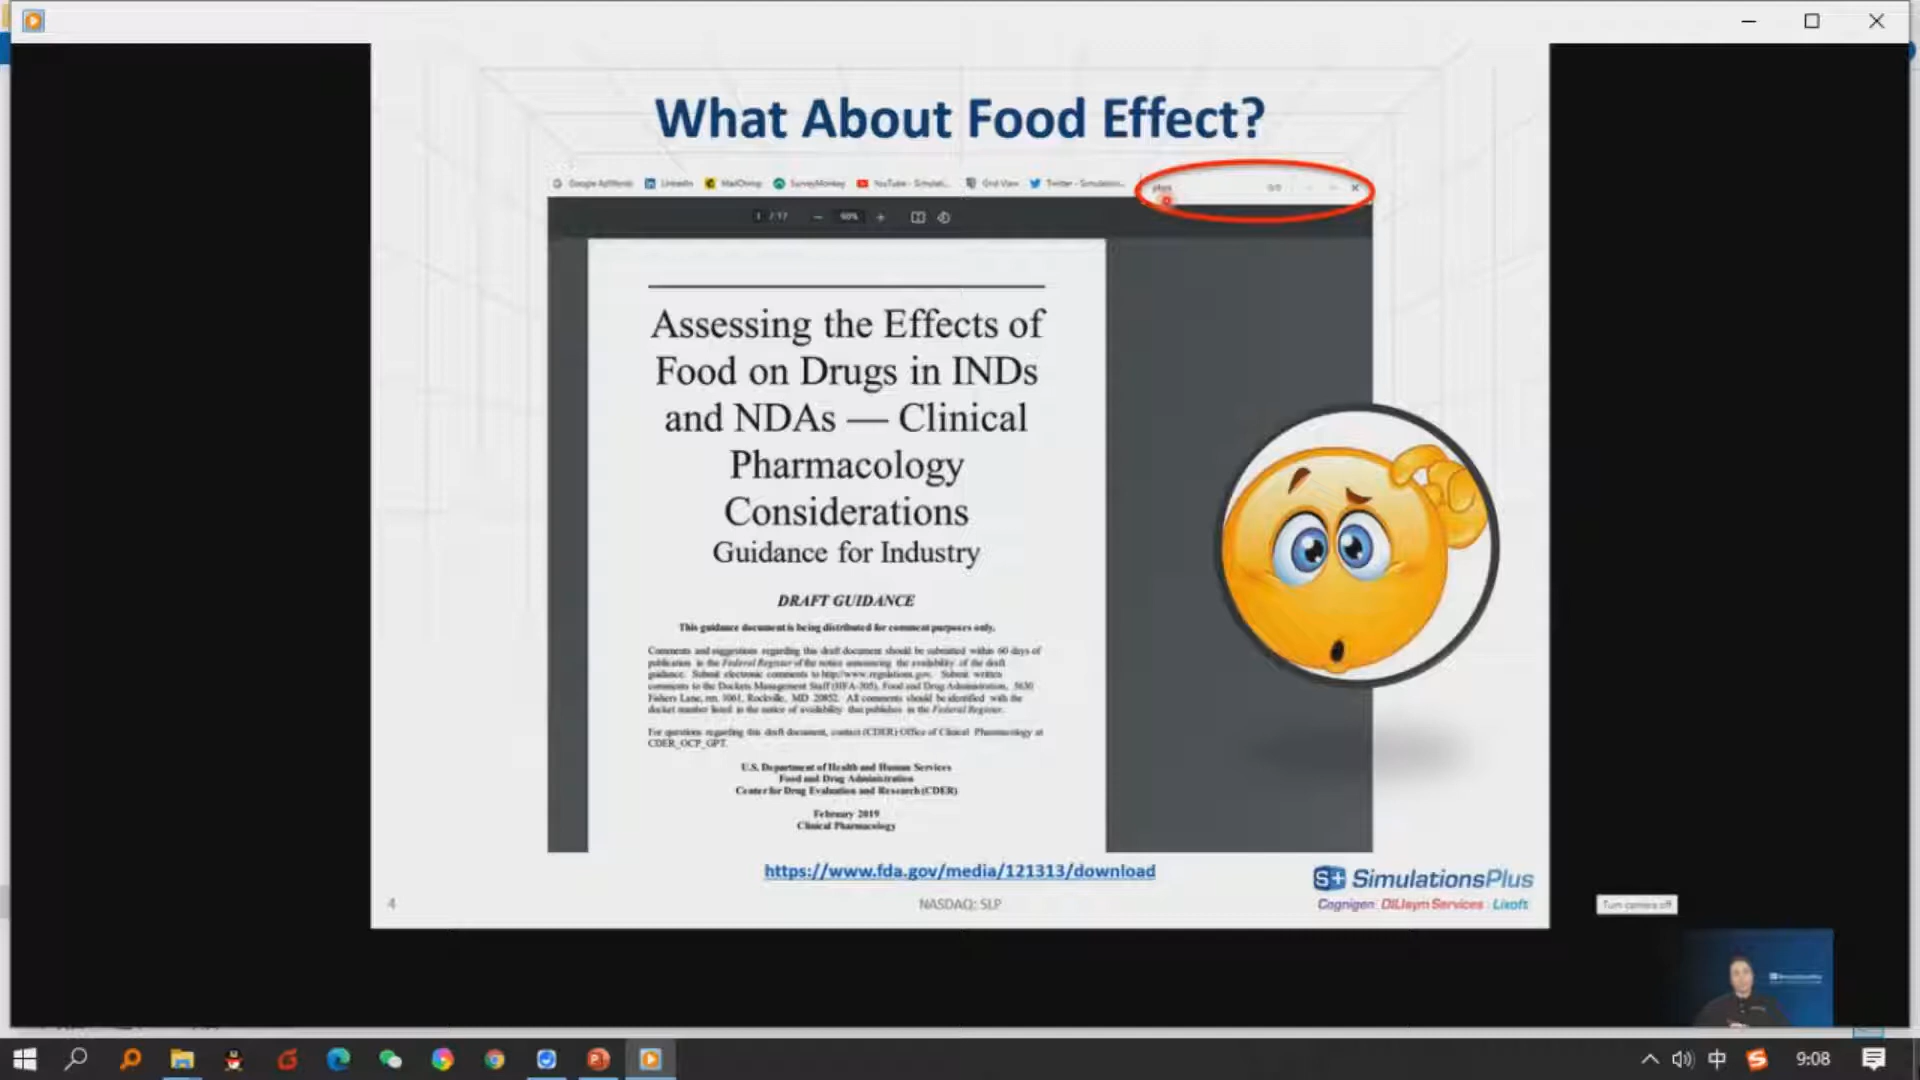 What About Food Effect?
Google AdWords LinkedIn MailChimp SurveyMonkey YouTube - Simulati... Grid View Twitter - Simulation... 0/0
1 / 17 90%
Assessing the Effects of
Food on Drugs in INDs
and NDAs — Clinical
Pharmacology
Considerations
Guidance for Industry
DRAFT GUIDANCE
This guidance document is being distributed for comment purposes only.
Comments and suggestions regarding this draft document should be submitted within 60 days of
publication in the Federal Register of the notice announcing the availability of the draft
guidance. Submit electronic comments to http://www.regulations.gov. Submit written
comments to the Dockets Management Staff (HFA-305), Food and Drug Administration, 5630
Fishers Lane, rm. 1061, Rockville, MD 20852. All comments should be identified with the
docket number listed in the notice of availability that publishes in the Federal Register.
For questions regarding this draft document, contact (CDER) Office of Clinical Pharmacology at
CDER_OCP_GPT.
U.S. Department of Health and Human Services
Food and Drug Administration
Center for Drug Evaluation and Research (CDER)
February 2019
Clinical Pharmacology
https://www.fda.gov/media/121313/download
S+ SimulationsPlus
Cognigen DILIsym Services Lixoft
4
NASDAQ: SLP
Turn camera off
SimulationsPlus
中
9:08